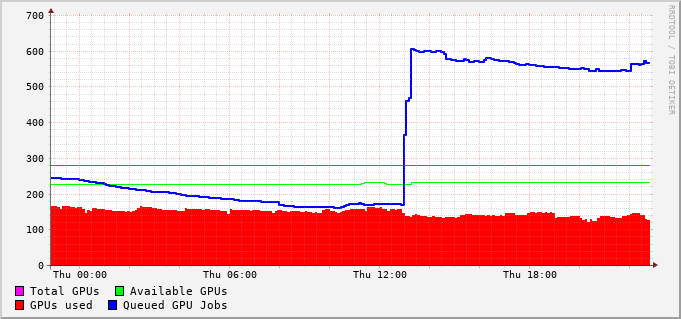 700
600
500
400
300
200
100
0
Thu 00:00 Thu 06:00 Thu 12:00 Thu 18:00
Total GPUs Available GPUs
GPUs used Queued GPU Jobs
RRDTOOL / TOBI OETIKER